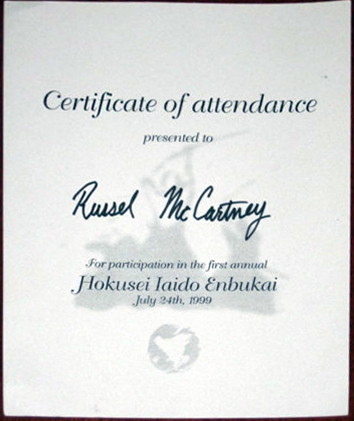 Certificate of attendance
presented to
Russel McCartney
For participation in the first annual
Hokusei Iaido Enbukai
July 24th, 1999